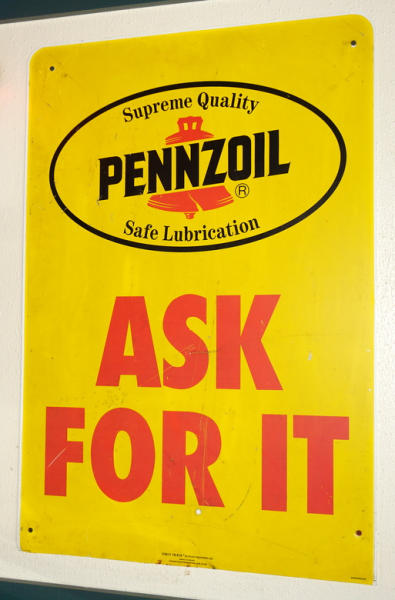 Supreme Quality
PENNZOIL
®
Safe Lubrication
ASK
FOR IT